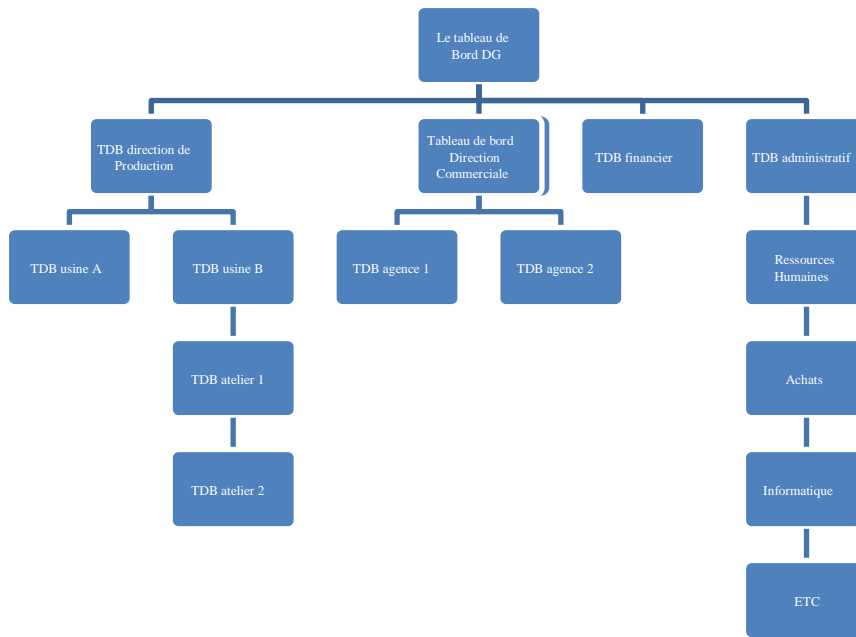 Le tableau de
Bord DG
TDB direction de
Production
Tableau de bord
Direction
Commerciale
TDB financier
TDB administratif
TDB usine A
TDB usine B
TDB agence 1
TDB agence 2
Ressources
Humaines
TDB atelier 1
Achats
TDB atelier 2
Informatique
ETC